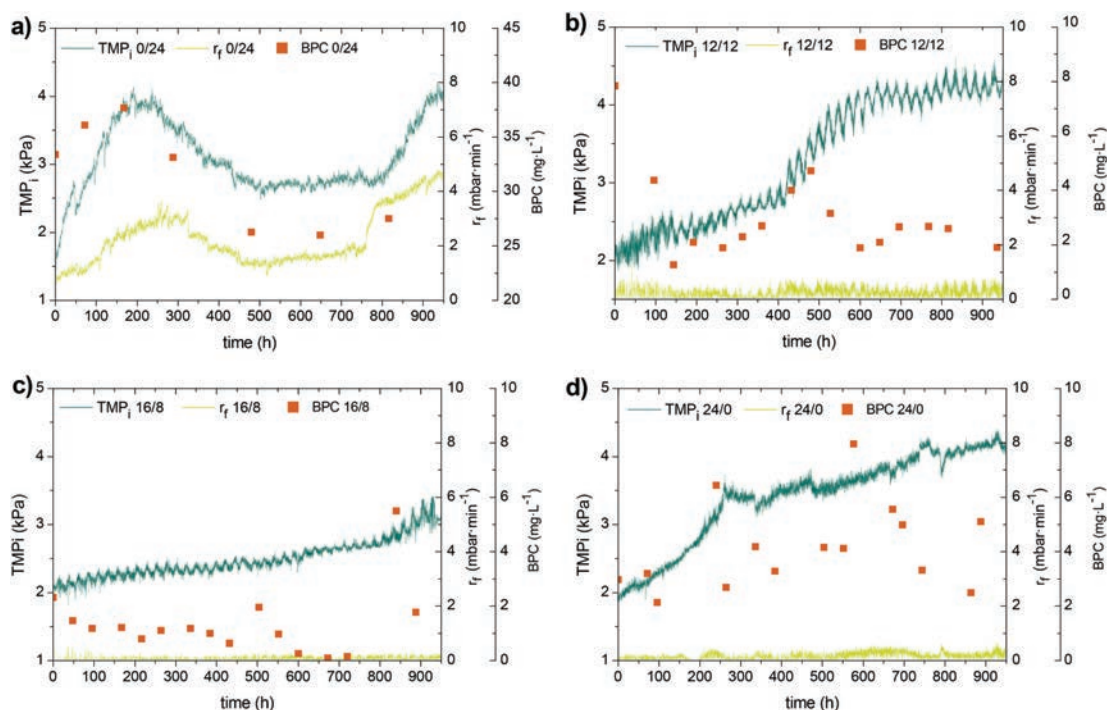 a)
TMPi 0/24 rf 0/24 BPC 0/24
5 10 45
4 8 40
6 35
3 30
4
2 2 25
1 0 20
0 100 200 300 400 500 600 700 800 900
time (h)
TMPi (kPa)
rf (mbar·min-1)
BPC (mg·L-1)
b)
TMPi 12/12 rf 12/12 BPC 12/12
5 10 10
8 8
4
6 6
3 4 4
2 2 2
0 0
0 100 200 300 400 500 600 700 800 900
time (h)
TMPi (kPa)
rf (mbar·min-1)
BPC (mg·L-1)
c)
TMPi 16/8 rf 16/8 BPC 16/8
5 10 10
4 8 8
3 6 6
4 4
2 2 2
1 0 0
0 100 200 300 400 500 600 700 800 900
time (h)
TMPi (kPa)
rf (mbar·min-1)
BPC (mg·L-1)
d)
TMPi 24/0 rf 24/0 BPC 24/0
5 10 10
4 8 8
3 6 6
4 4
2 2 2
1 0 0
0 100 200 300 400 500 600 700 800 900
time (h)
TMPi (kPa)
rf (mbar·min-1)
BPC (mg·L-1)